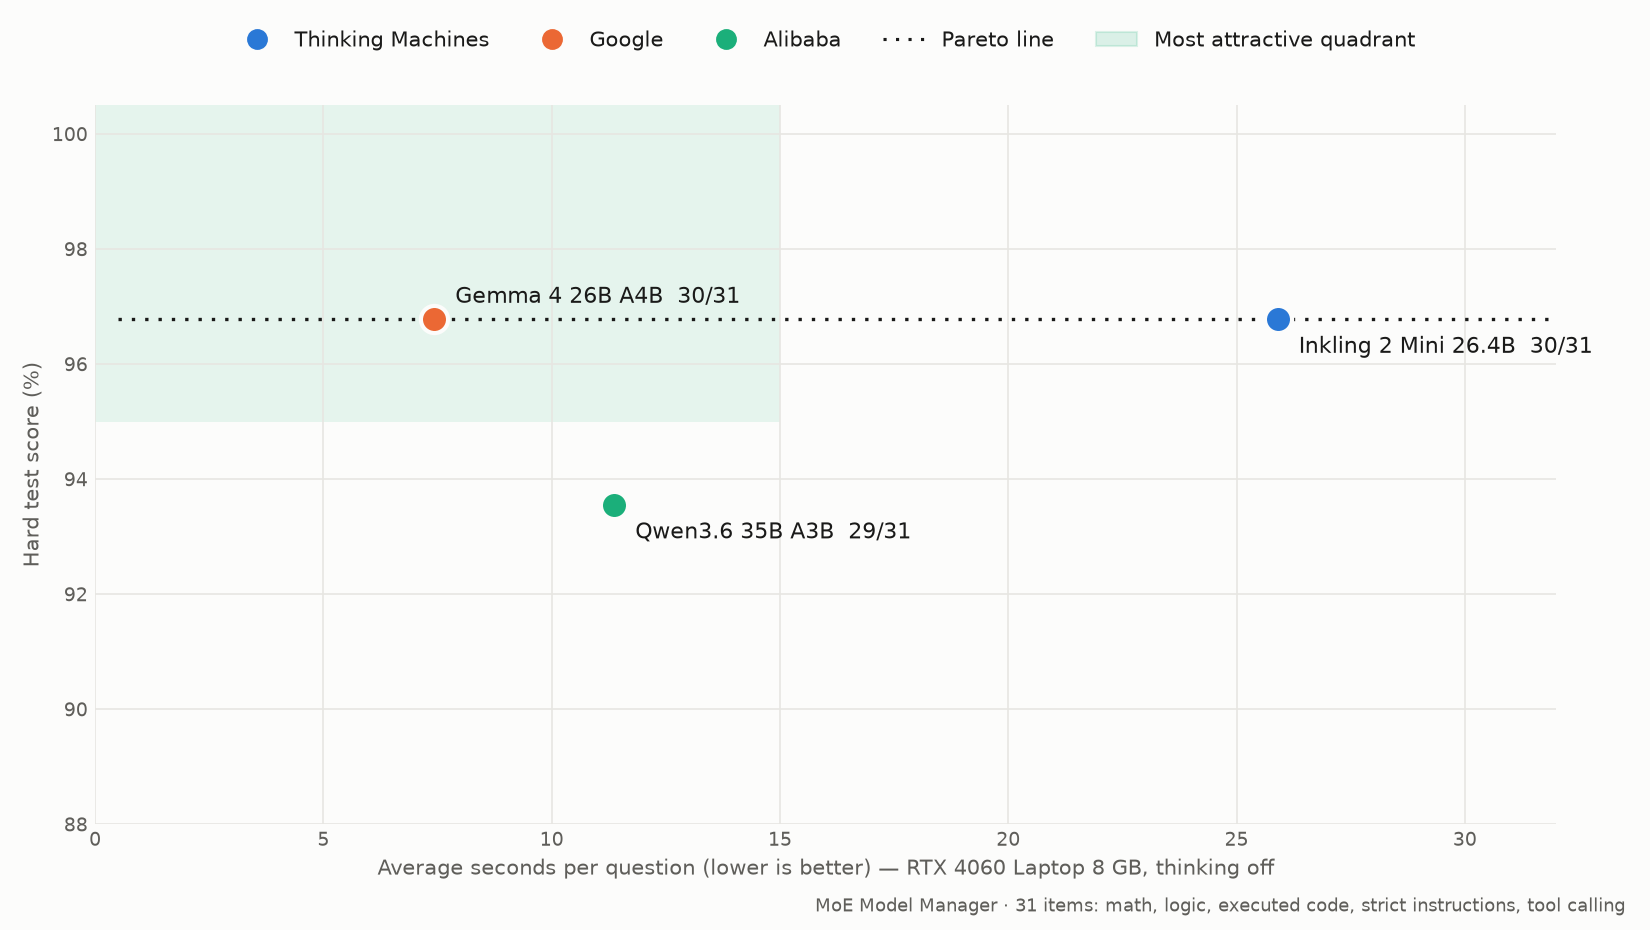 Thinking Machines
Google
Alibaba
Pareto line
Most attractive quadrant
100
98
96
94
92
90
88
Hard test score (%)
Gemma 4 26B A4B  30/31
Inkling 2 Mini 26.4B  30/31
Qwen3.6 35B A3B  29/31
0
5
10
15
20
25
30
Average seconds per question (lower is better) — RTX 4060 Laptop 8 GB, thinking off
MoE Model Manager · 31 items: math, logic, executed code, strict instructions, tool calling